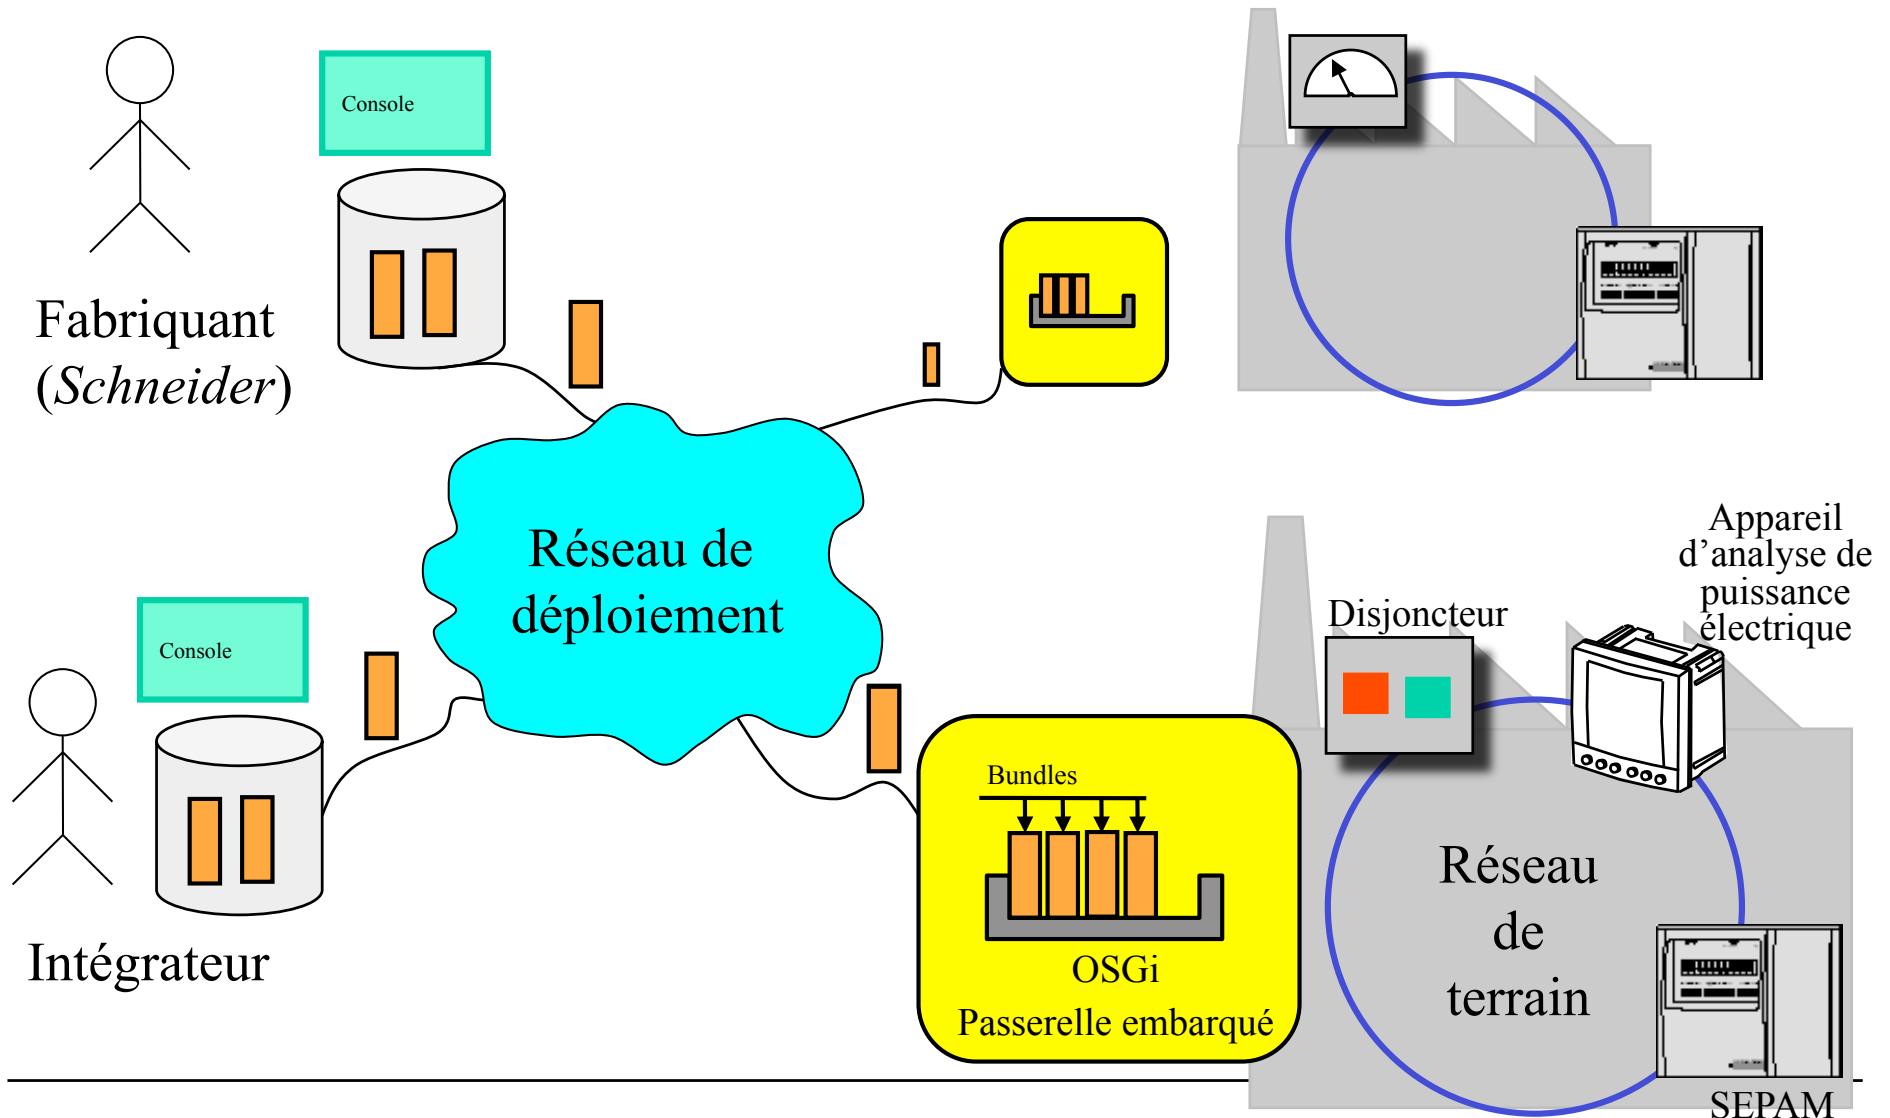 Console
Fabriquant
(Schneider)
Réseau de
déploiement
Appareil
d’analyse de
puissance
électrique
Disjoncteur
Console
Intégrateur
Bundles
OSGi
Passerelle embarqué
Réseau
de
terrain
SEPAM